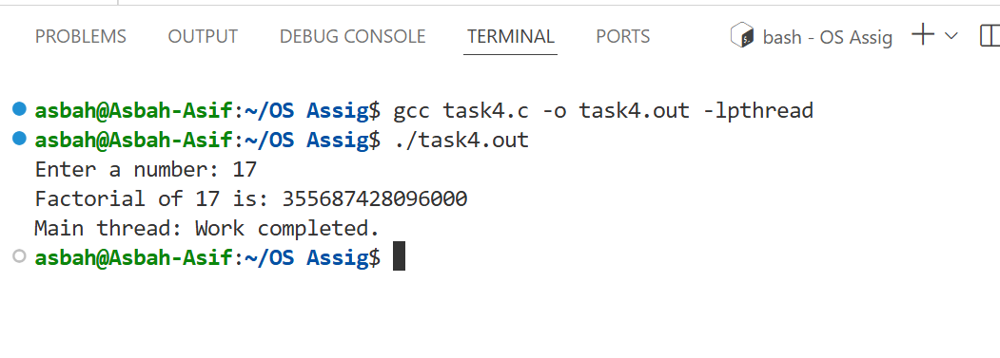 PROBLEMS OUTPUT DEBUG CONSOLE TERMINAL PORTS bash - OS Assig
asbah@Asbah-Asif:~/OS Assig$ gcc task4.c -o task4.out -lpthread
asbah@Asbah-Asif:~/OS Assig$ ./task4.out
Enter a number: 17
Factorial of 17 is: 355687428096000
Main thread: Work completed.
asbah@Asbah-Asif:~/OS Assig$